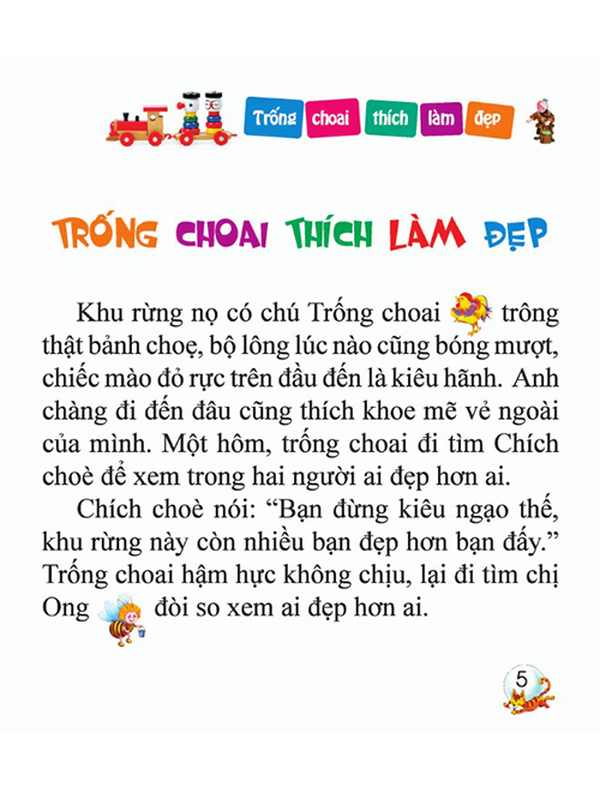 Trống choai thích làm đẹp
TRỐNG CHOAI THÍCH LÀM ĐẸP
Khu rừng nọ có chú Trống choai trông
thật bảnh choẹ, bộ lông lúc nào cũng bóng mượt,
chiếc mào đỏ rực trên đầu đến là kiêu hãnh. Anh
chàng đi đến đâu cũng thích khoe mẽ vẻ ngoài
của mình. Một hôm, trống choai đi tìm Chích
choè để xem trong hai người ai đẹp hơn ai.
Chích choè nói: “Bạn đừng kiêu ngạo thế,
khu rừng này còn nhiều bạn đẹp hơn bạn đấy.”
Trống choai hậm hực không chịu, lại đi tìm chị
Ong đòi so xem ai đẹp hơn ai.
5